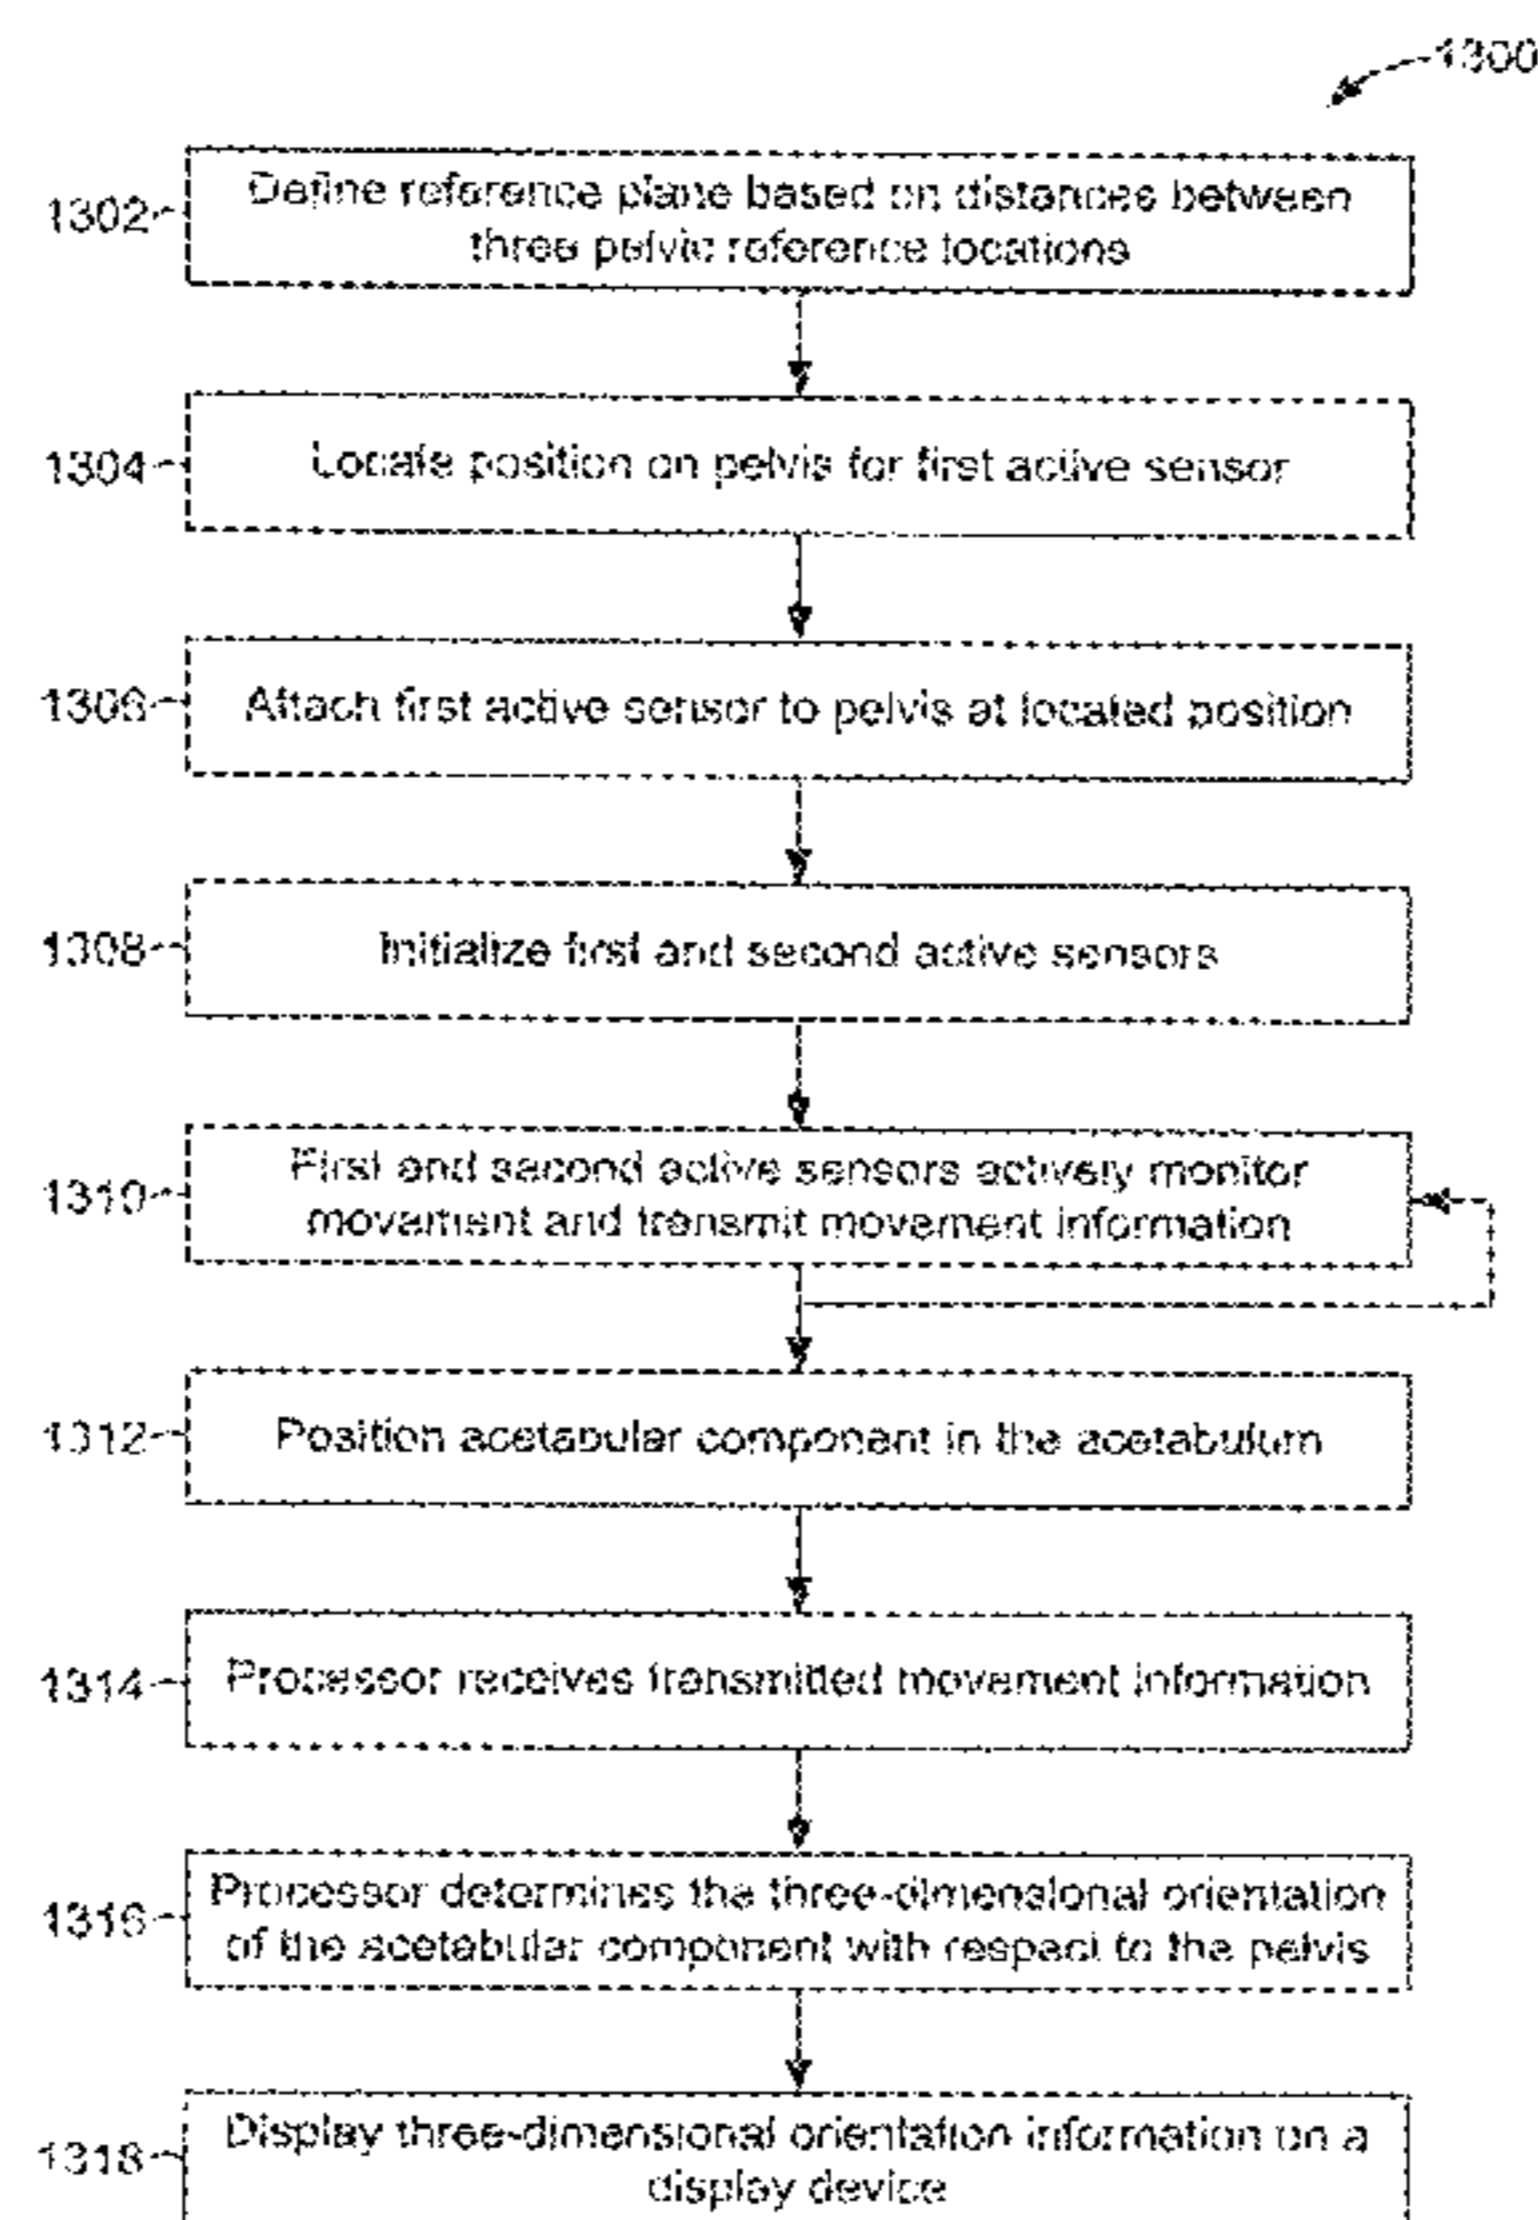 1300
1302
Define reference plane based on distances between
three pelvic reference locations
1304
Locate position on pelvis for first active sensor
1306
Attach first active sensor to pelvis at located position
1308
Initialize first and second active sensors
1310
First and second active sensors actively monitor
movement and transmit movement information
1312
Position acetabular component in the acetabulum
1314
Processor receives transmitted movement information
1316
Processor determines the three-dimensional orientation
of the acetabular component with respect to the pelvis
1318
Display three-dimensional orientation information on a
display device